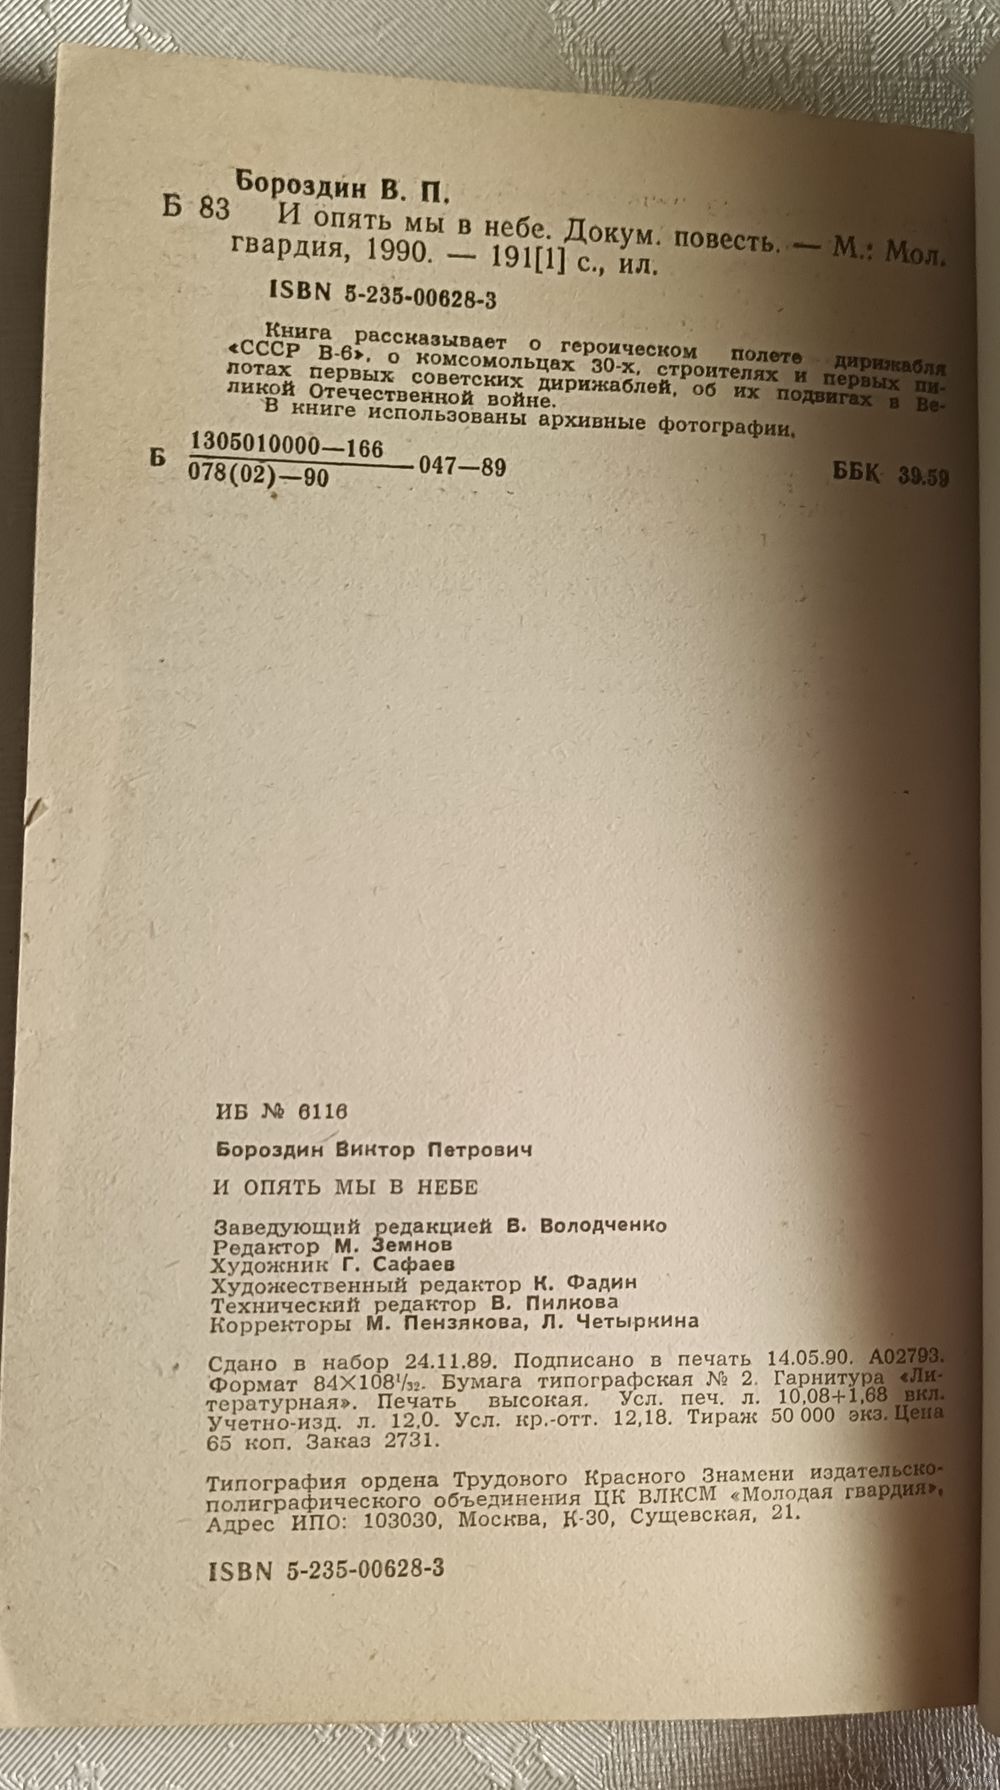 Бороздин В. П.
Б 83 И опять мы в небе. Докум. повесть. — М.: Мол.
гвардия, 1990. — 191[1] с., ил.
ISBN 5-235-00628-3
Книга рассказывает о героическом полете дирижабля
«СССР В-6», о комсомольцах 30-х, строителях и первых пи-
лотах первых советских дирижаблей, об их подвигах в Ве-
ликой Отечественной войне.
В книге использованы архивные фотографии.
Б 1305010000—166
078(02)—90 047—89 ББК 39.59
ИБ № 6116
Бороздин Виктор Петрович
И ОПЯТЬ МЫ В НЕБЕ
Заведующий редакцией В. Володченко
Редактор М. Земнов
Художник Г. Сафаев
Художественный редактор К. Фадин
Технический редактор В. Пилкова
Корректоры М. Пензякова, Л. Четыркина
Сдано в набор 24.11.89. Подписано в печать 14.05.90. А02793.
Формат 84×108¹/₃₂. Бумага типографская № 2. Гарнитура «Ли-
тературная». Печать высокая. Усл. печ. л. 10,08+1,68 вкл.
Учетно-изд. л. 12,0. Усл. кр.-отт. 12,18. Тираж 50 000 экз. Цена
65 коп. Заказ 2731.
Типография ордена Трудового Красного Знамени издательско-
полиграфического объединения ЦК ВЛКСМ «Молодая гвардия».
Адрес ИПО: 103030, Москва, К-30, Сущевская, 21.
ISBN 5-235-00628-3